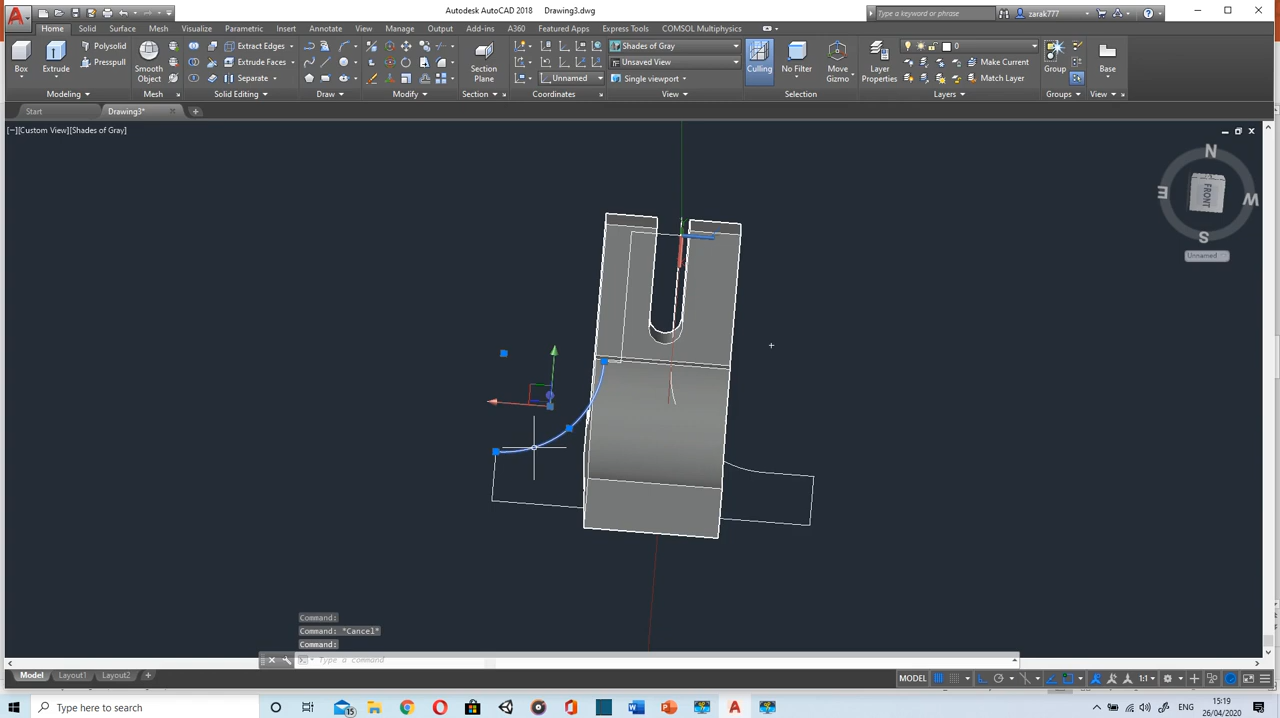 Autodesk AutoCAD 2018 Drawing3.dwg
Type a keyword or phrase
zarak777
Home Solid Surface Mesh Visualize Parametric Insert Annotate View Manage Output Add-ins A360 Featured Apps Express Tools COMSOL Multiphysics
Box
Extrude
Polysolid
Presspull
Smooth
Object
Extract Edges
Extrude Faces
Separate
Section
Plane
Unnamed
Shades of Gray
Unsaved View
Single viewport
Culling
No Filter
Move
Gizmo
Layer
Properties
0
Make Current
Match Layer
Group
Base
Modeling Mesh Solid Editing Draw Modify Section Coordinates View Selection Layers Groups View
Start Drawing3*
[−][Custom View][Shades of Gray]
N
E
W
S
FRONT
Unnamed
Command:
Command: *Cancel*
Command:
Type a command
Model Layout1 Layout2
MODEL
1:1
Type here to search
15
ENG
15:19
26/04/2020